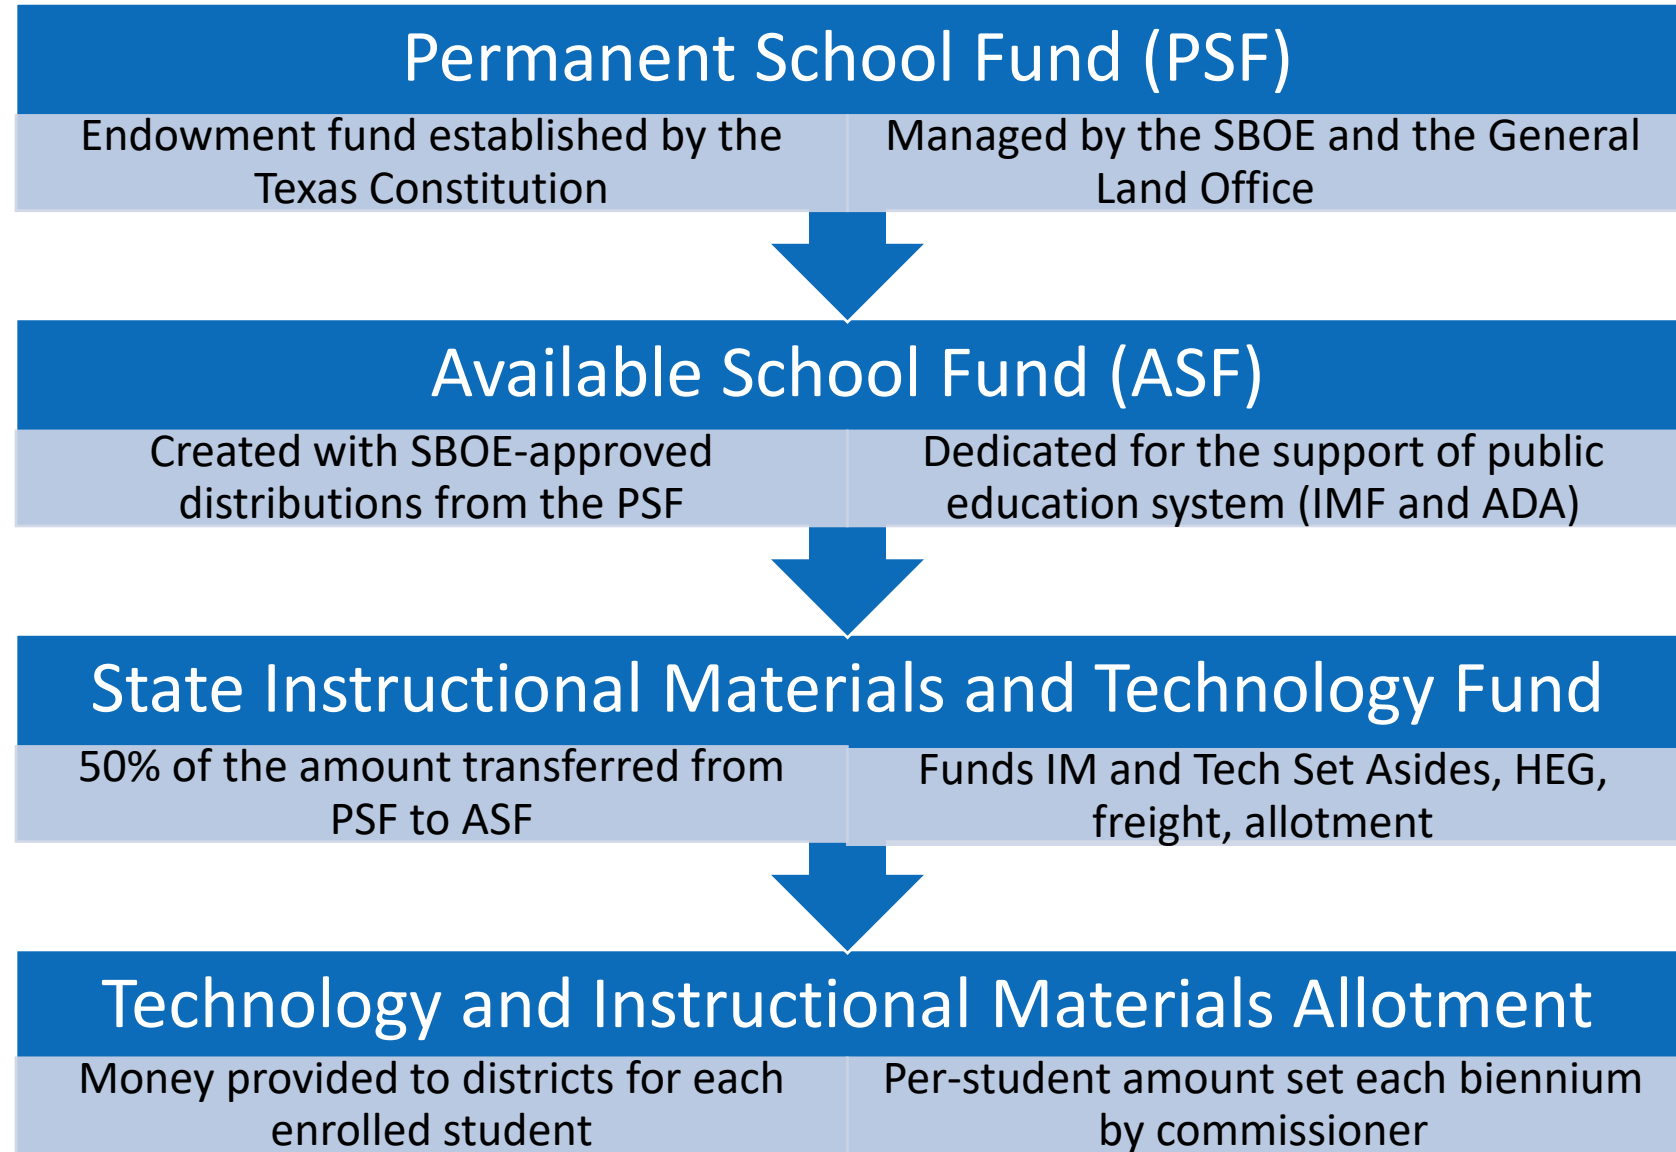 Permanent School Fund (PSF)
Endowment fund established by the
Texas Constitution
Managed by the SBOE and the General
Land Office
Available School Fund (ASF)
Created with SBOE-approved
distributions from the PSF
Dedicated for the support of public
education system (IMF and ADA)
State Instructional Materials and Technology Fund
50% of the amount transferred from
PSF to ASF
Funds IM and Tech Set Asides, HEG,
freight, allotment
Technology and Instructional Materials Allotment
Money provided to districts for each
enrolled student
Per-student amount set each biennium
by commissioner